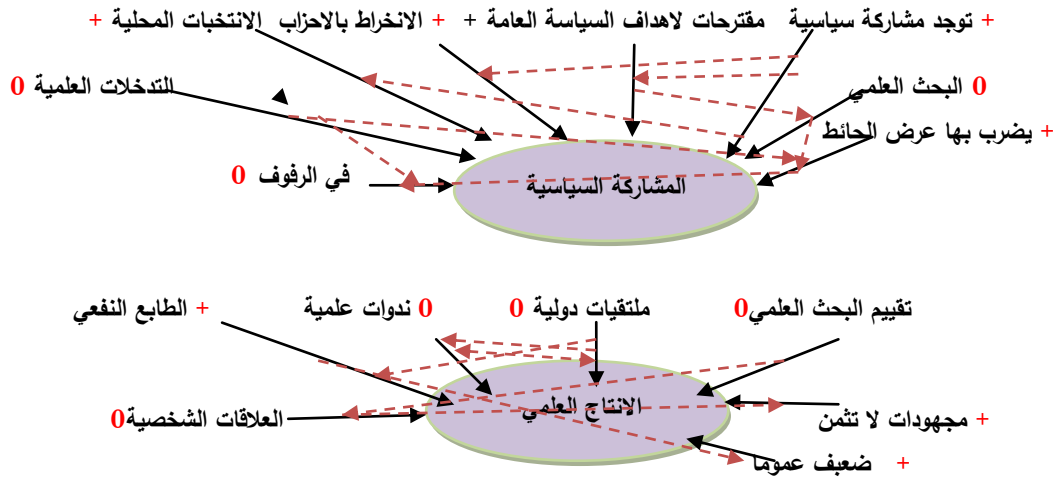 + توجد مشاركة سياسية
مقترحات لاهداف السياسة العامة +
+ الانخراط بالاحزاب
الانتخبات المحلية +
0 البحث العلمي
التدخلات العلمية 0
+ يضرب بها عرض الحائط
في الرفوف 0
المشاركة السياسية
تقييم البحث العلمي0
ملتقيات دولية 0
0 ندوات علمية
+ الطابع النفعي
الانتاج العلمي
+ مجهودات لا تثمن
العلاقات الشخصية0
+ ضعيف عموما